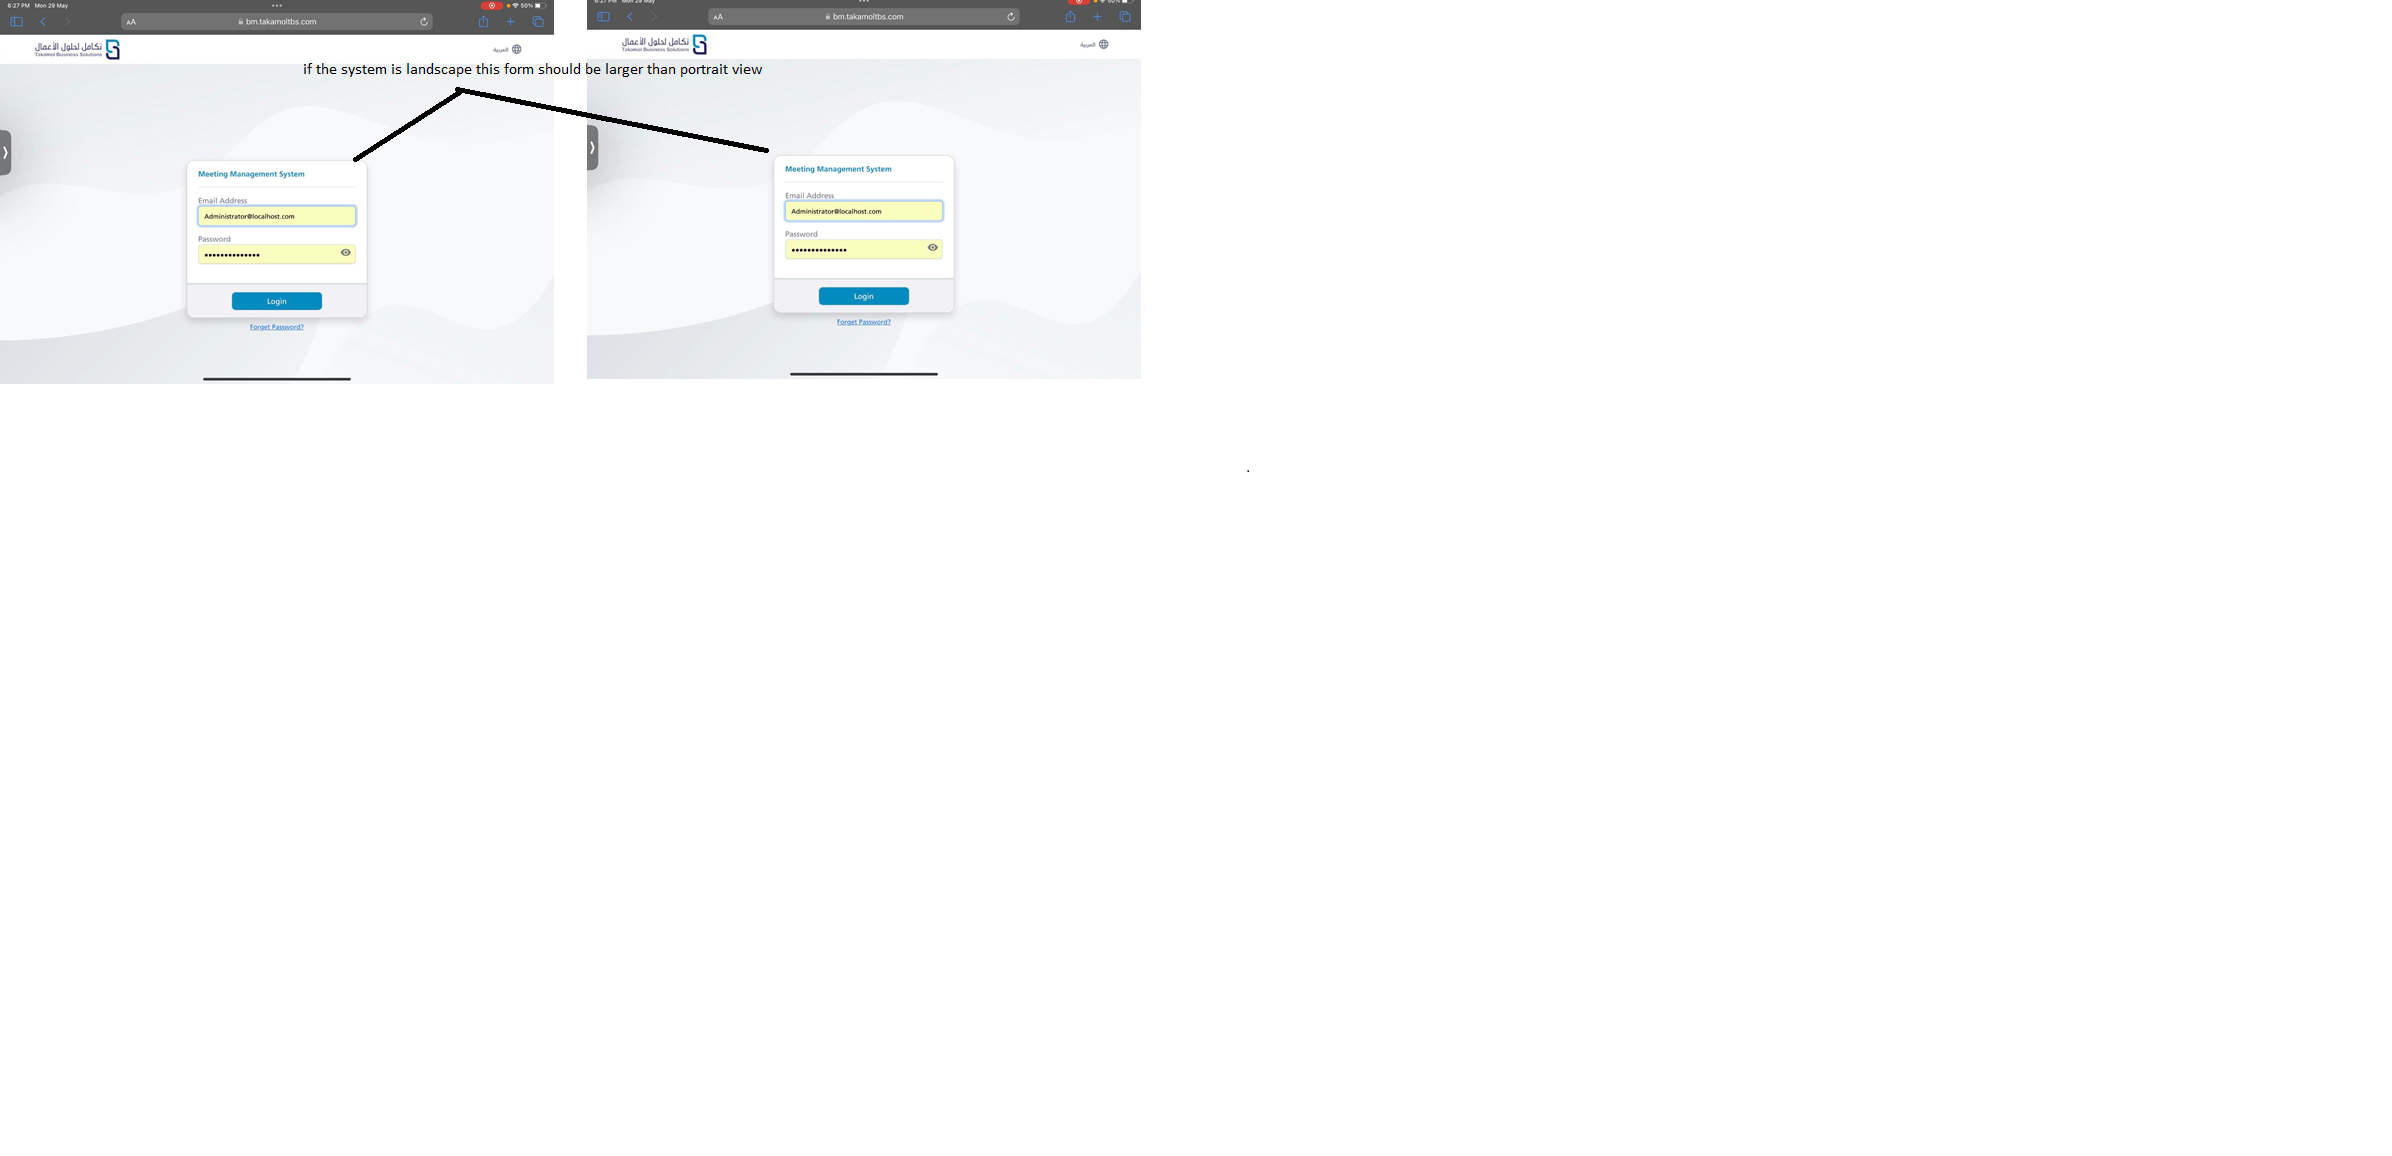 6:27 PM Mon 29 May
50%
AA bm.takamoltbs.com
تكامل لحلول الأعمال
Takamol Business Solutions
العربية
if the system is landscape this form should be larger than portrait view
Meeting Management System
Email Address
Administrator@localhost.com
Password
Login
Forget Password?
6:27 PM Mon 29 May
50%
AA bm.takamoltbs.com
تكامل لحلول الأعمال
Takamol Business Solutions
العربية
Meeting Management System
Email Address
Administrator@localhost.com
Password
Login
Forget Password?